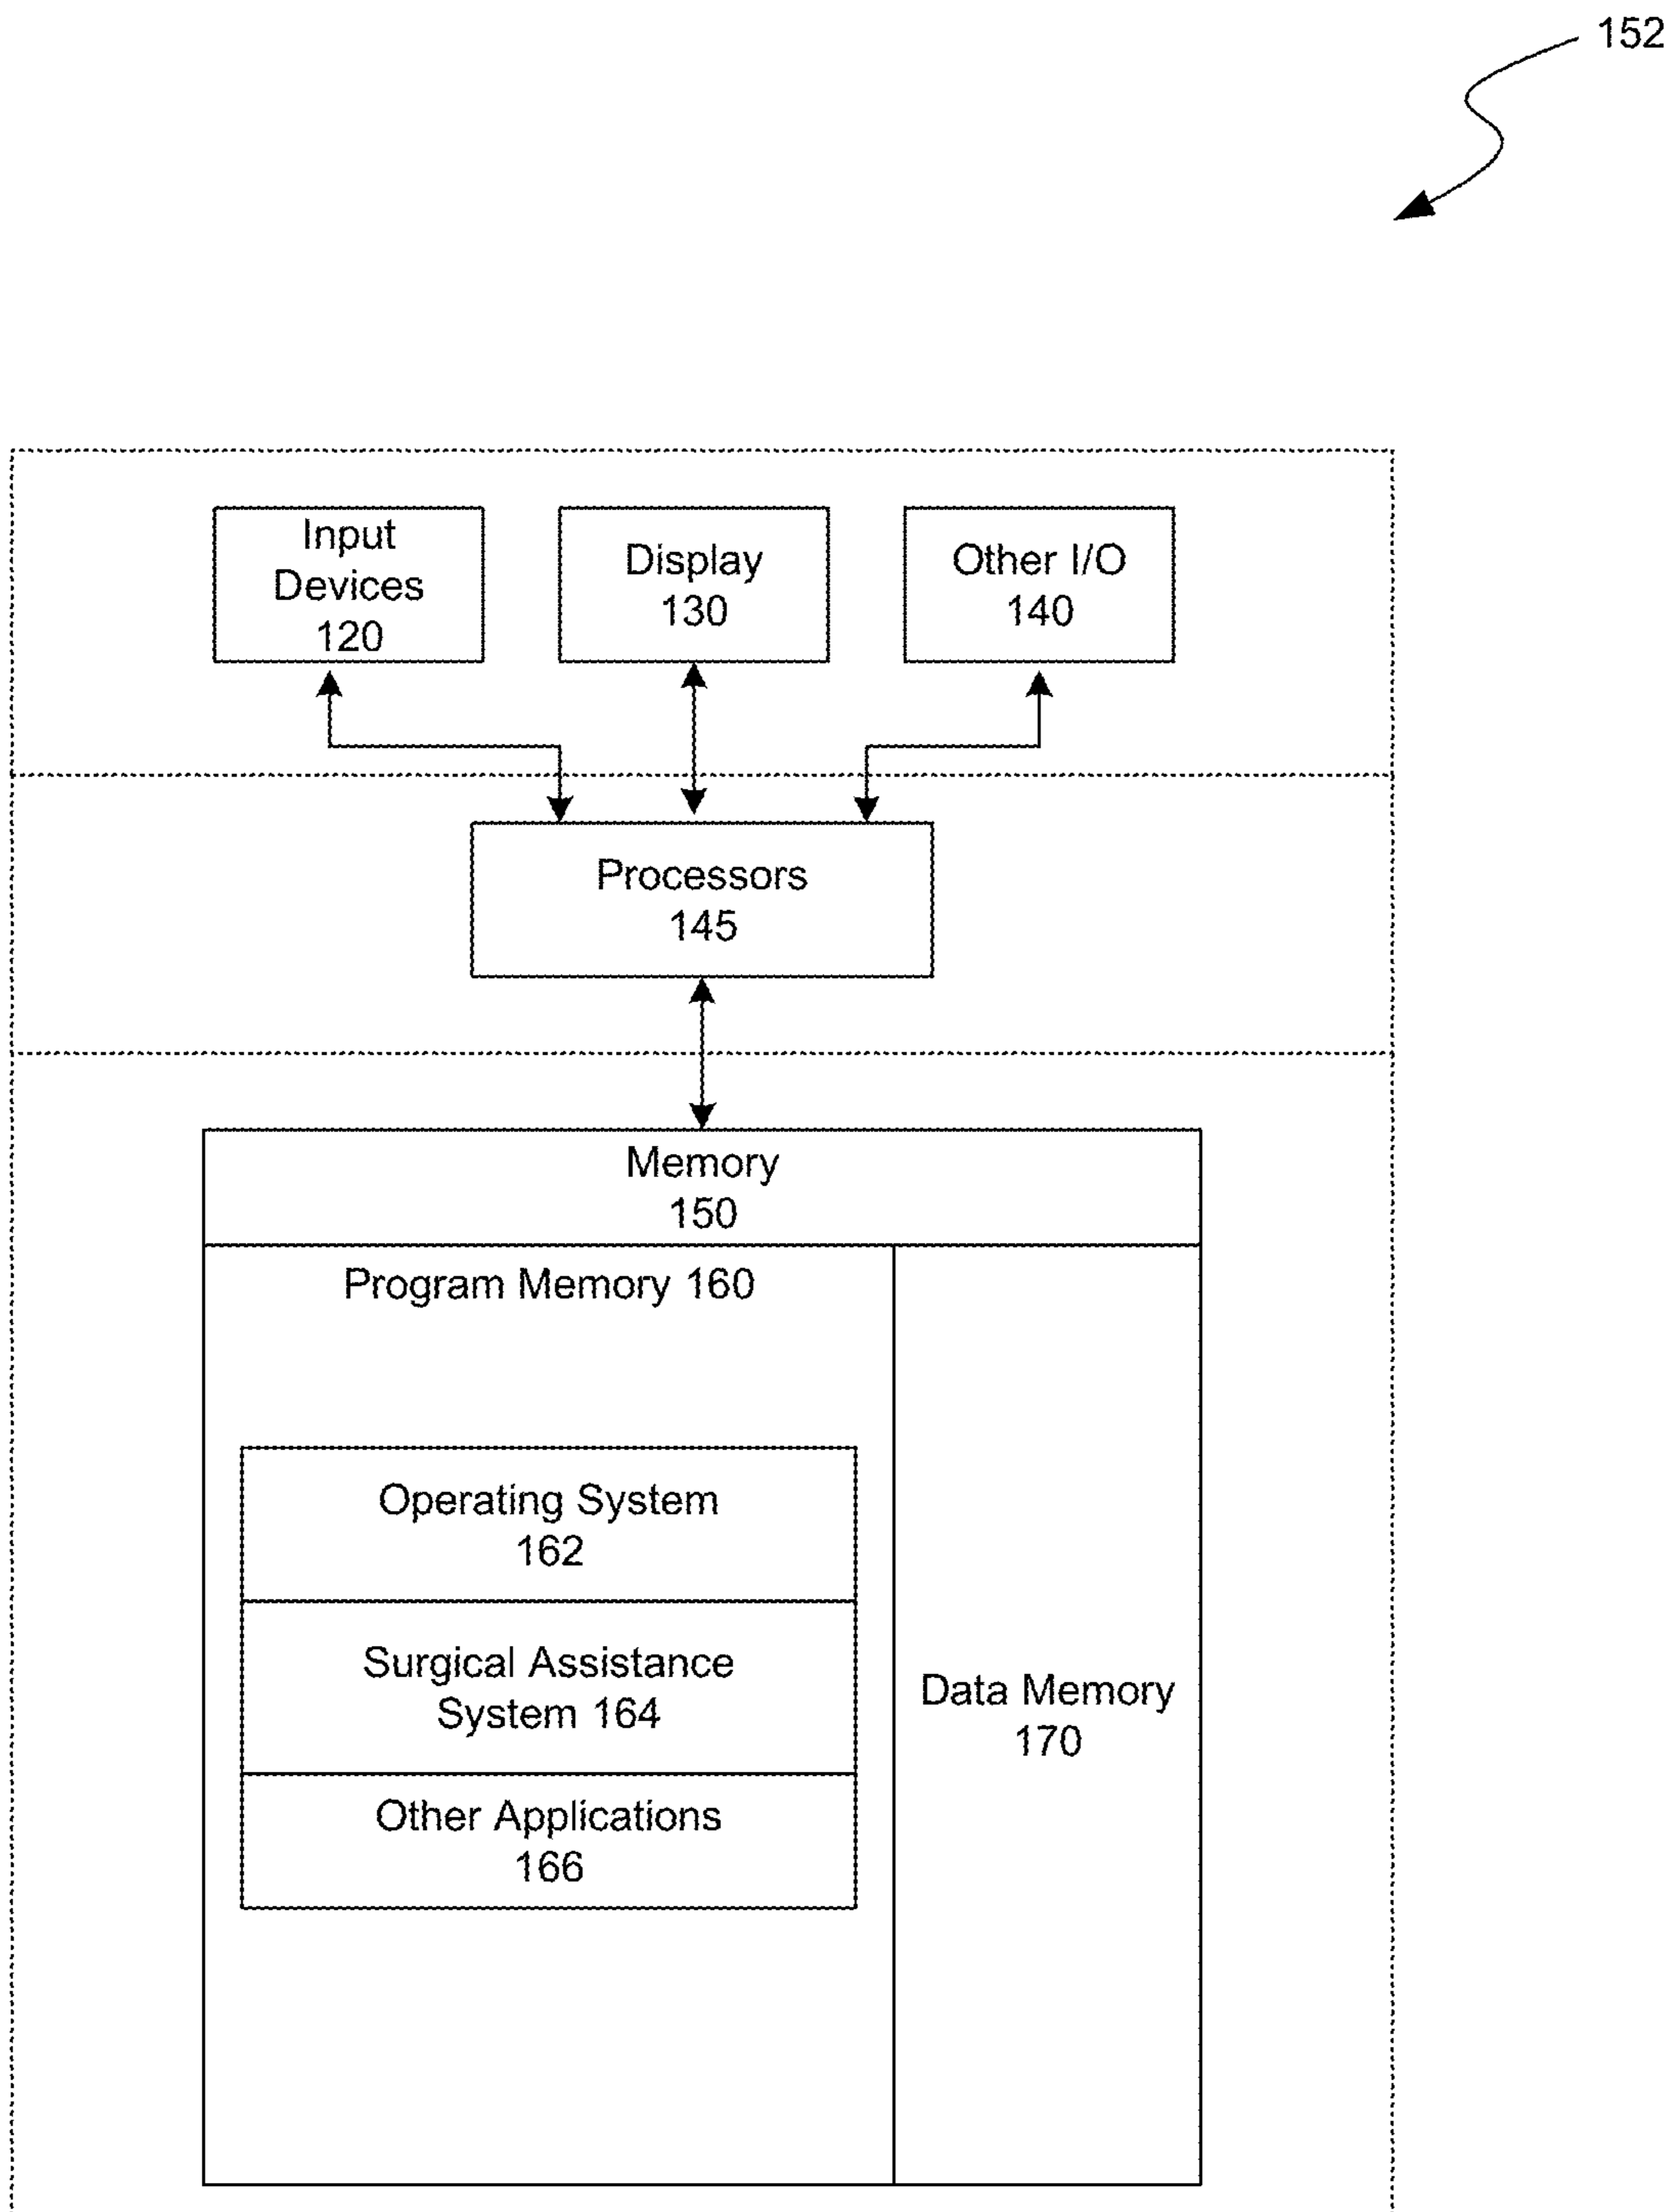 152
Input
Devices
120
Display
130
Other I/O
140
Processors
145
Memory
150
Program Memory 160
Operating System
162
Surgical Assistance
System 164
Other Applications
166
Data Memory
170